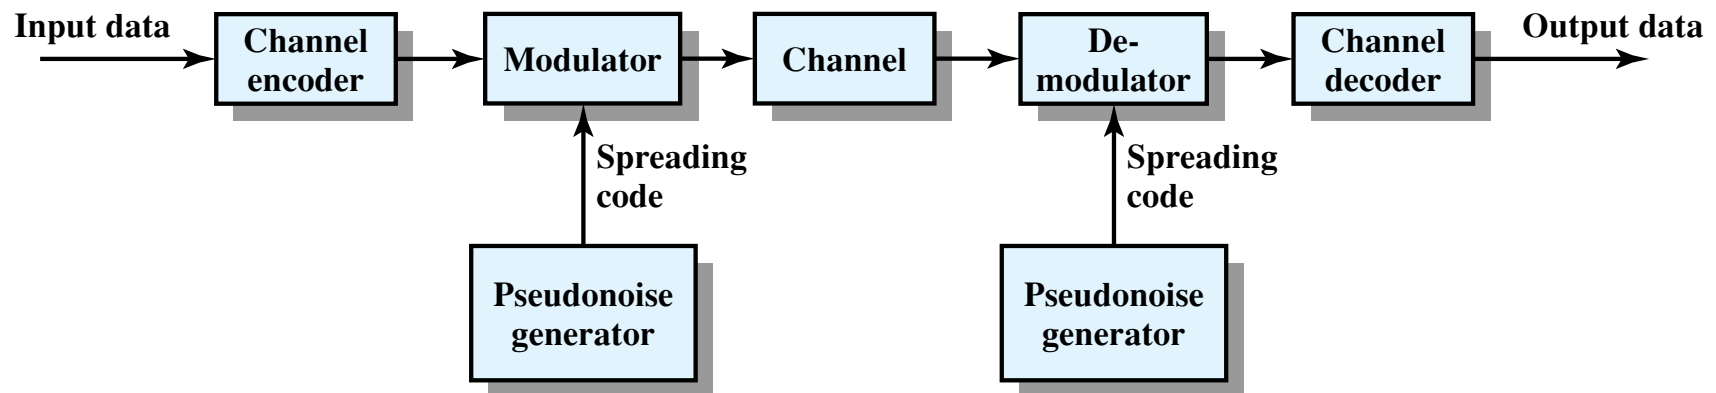 Input data
Channel
encoder
Modulator
Channel
De-
modulator
Channel
decoder
Output data
Spreading
code
Spreading
code
Pseudonoise
generator
Pseudonoise
generator